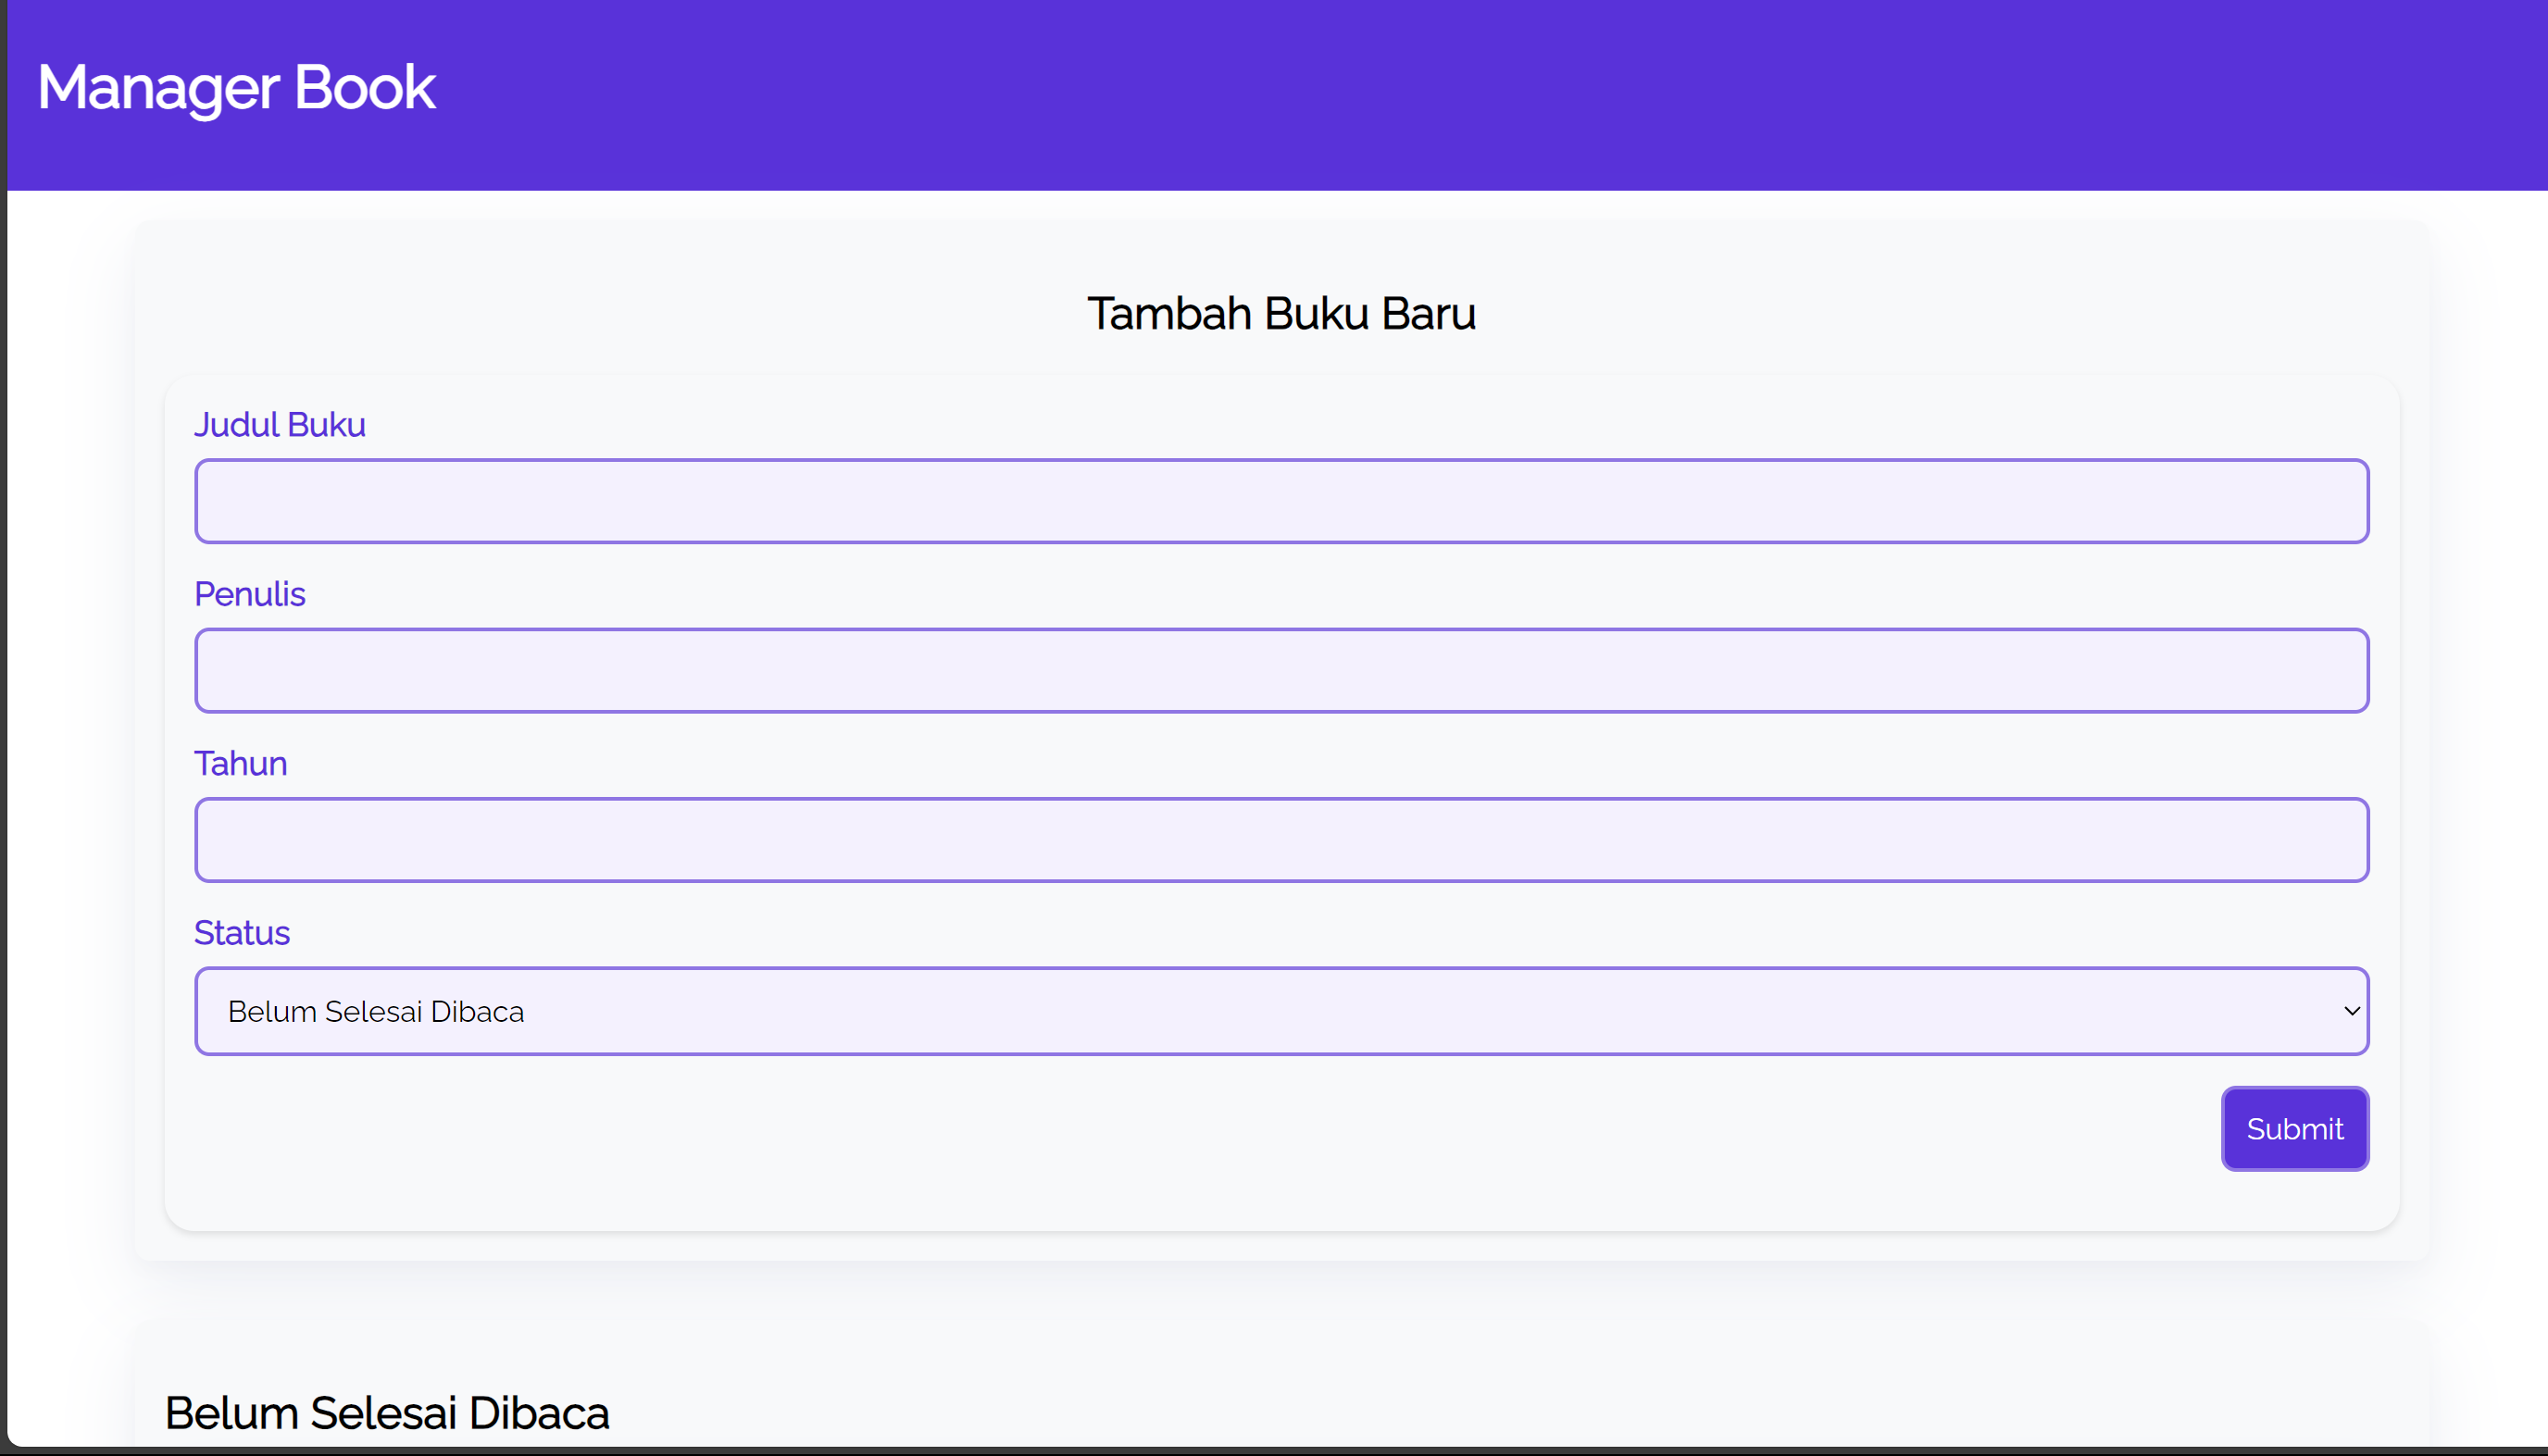 Manager Book
Tambah Buku Baru
Judul Buku
Penulis
Tahun
Status
Belum Selesai Dibaca
Submit
Belum Selesai Dibaca